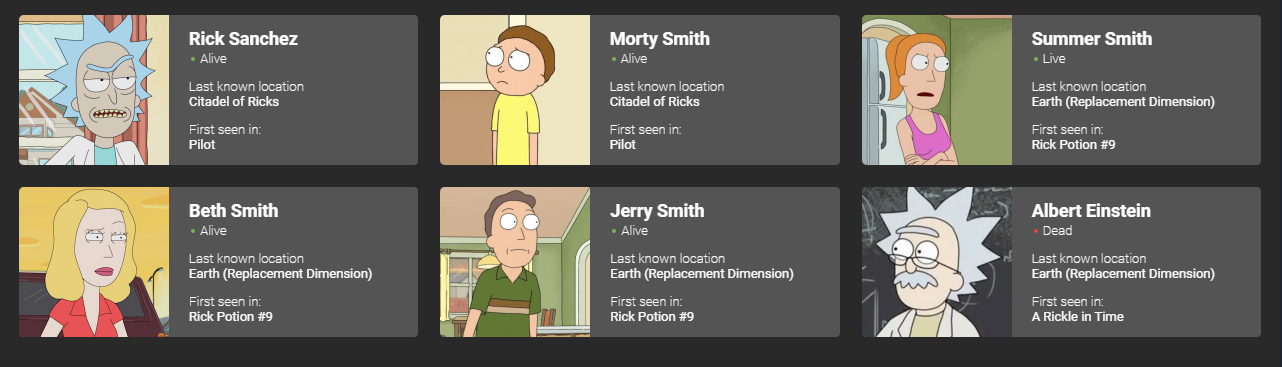 Rick Sanchez
Alive
Last known location
Citadel of Ricks
First seen in:
Pilot
Morty Smith
Alive
Last known location
Citadel of Ricks
First seen in:
Pilot
Summer Smith
Live
Last known location
Earth (Replacement Dimension)
First seen in:
Rick Potion #9
Beth Smith
Alive
Last known location
Earth (Replacement Dimension)
First seen in:
Rick Potion #9
Jerry Smith
Alive
Last known location
Earth (Replacement Dimension)
First seen in:
Rick Potion #9
Albert Einstein
Dead
Last known location
Earth (Replacement Dimension)
First seen in:
A Rickle in Time